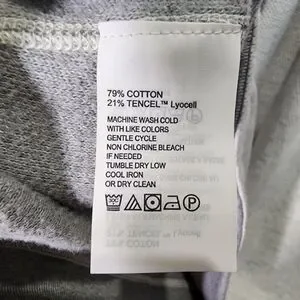 79% COTTON
21% TENCEL™ Lyocell
MACHINE WASH COLD
WITH LIKE COLORS
GENTLE CYCLE
NON CHLORINE BLEACH
IF NEEDED
TUMBLE DRY LOW
COOL IRON
OR DRY CLEAN